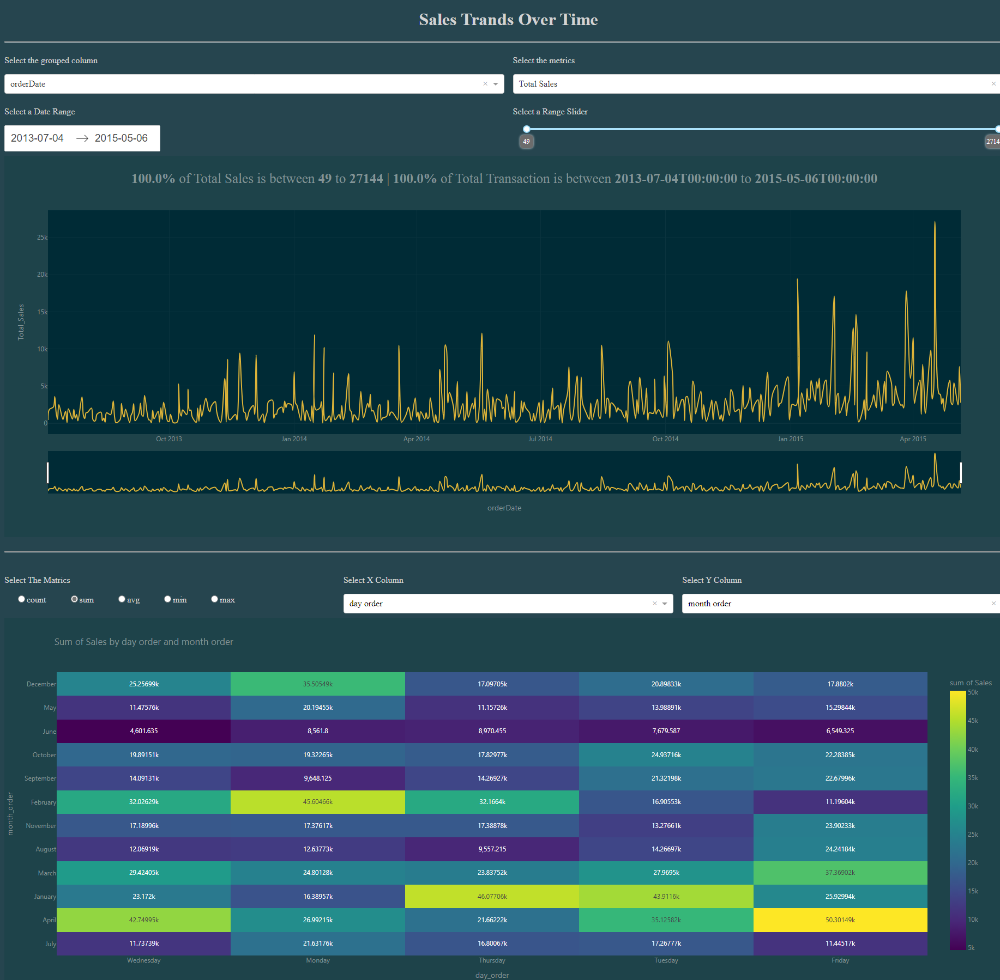 Sales Trands Over Time
Select the grouped column
Select the metrics
orderDate × 
Total Sales ×
Select a Date Range
Select a Range Slider
2013-07-04 → 2015-05-06
49
2714
100.0% of Total Sales is between 49 to 27144 | 100.0% of Total Transaction is between 2013-07-04T00:00:00 to 2015-05-06T00:00:00
Total_Sales
25k
20k
15k
10k
5k
0
Oct 2013 Jan 2014 Apr 2014 Jul 2014 Oct 2014 Jan 2015 Apr 2015
orderDate
Select The Matrics
Select X Column
Select Y Column
count sum avg min max
day order ×
month order ×
Sum of Sales by day order and month order
month_order
December 25.25699k 35.50549k 17.09705k 20.89833k 17.8802k
May 11.47576k 20.19455k 11.15726k 13.98891k 15.29844k
June 4,601.635 8,561.8 8,970.455 7,679.587 6,549.325
October 19.89151k 19.32265k 17.82977k 24.93716k 22.28385k
September 14.09131k 9,648.125 14.26927k 21.32198k 22.67996k
February 32.02629k 45.60466k 32.1664k 16.90553k 11.19604k
November 17.18996k 17.37617k 17.38878k 13.27661k 23.90233k
August 12.06919k 12.63773k 9,557.215 14.26697k 24.24184k
March 29.42405k 24.80128k 23.83752k 27.9695k 37.36902k
January 23.172k 16.38957k 46.07706k 43.9116k 25.92994k
April 42.74995k 26.99215k 21.66222k 35.12582k 50.30149k
July 11.73739k 21.63176k 16.80067k 17.26777k 11.44517k
Wednesday Monday Thursday Tuesday Friday
day_order
sum of Sales
50k
45k
40k
35k
30k
25k
20k
15k
10k
5k